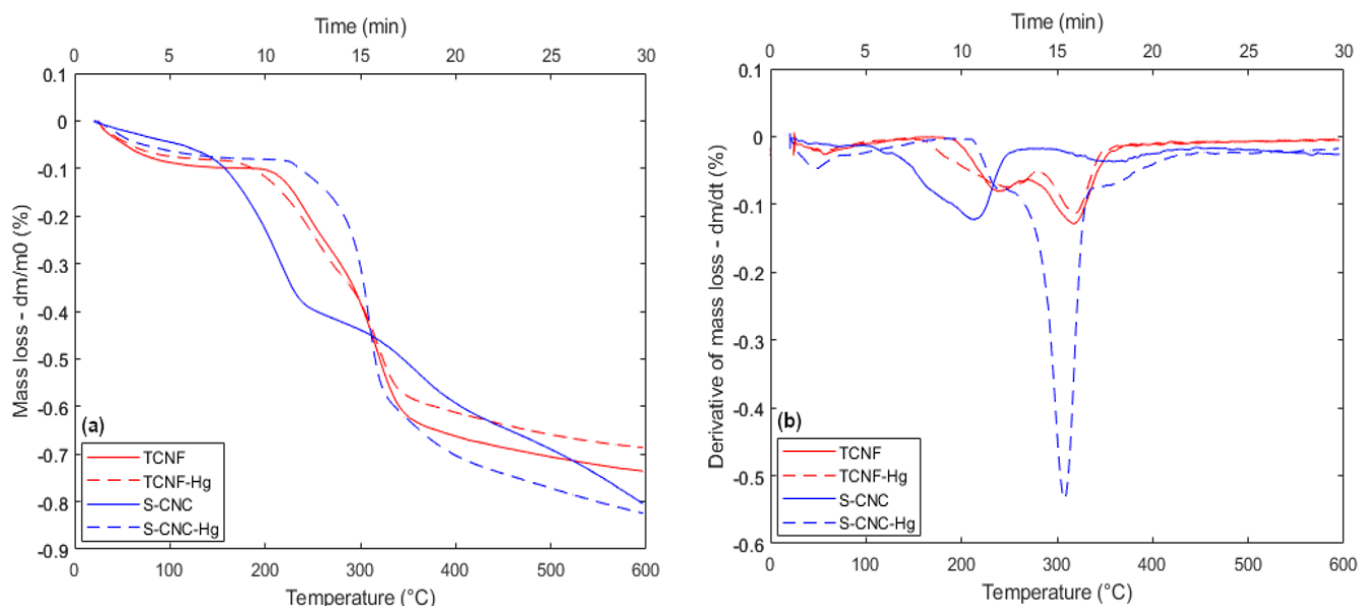 Time (min)
0 5 10 15 20 25 30
0.1
0
-0.1
-0.2
-0.3
-0.4
-0.5
-0.6
-0.7
-0.8
-0.9
Mass loss - dm/m0 (%)
(a)
TCNF
TCNF-Hg
S-CNC
S-CNC-Hg
0 100 200 300 400 500 600
Temperature (°C)
Time (min)
0 5 10 15 20 25 30
0.1
0
-0.1
-0.2
-0.3
-0.4
-0.5
-0.6
Derivative of mass loss - dm/dt (%)
(b)
TCNF
TCNF-Hg
S-CNC
S-CNC-Hg
0 100 200 300 400 500 600
Temperature (°C)